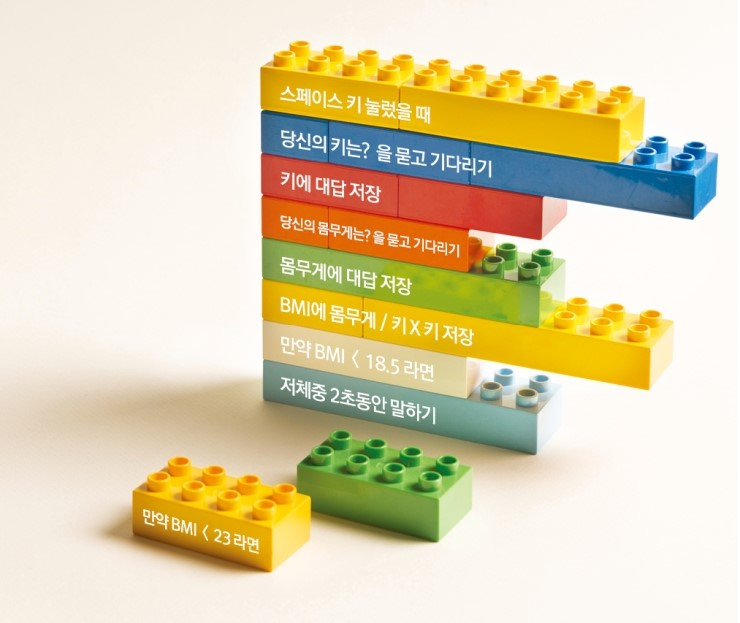 스페이스 키 눌렀을 때
당신의 키는? 을 묻고 기다리기
키에 대답 저장
당신의 몸무게는? 을 묻고 기다리기
몸무게에 대답 저장
BMI에 몸무게 / 키 X 키 저장
만약 BMI < 18.5 라면
저체중 2초동안 말하기
만약 BMI < 23 라면